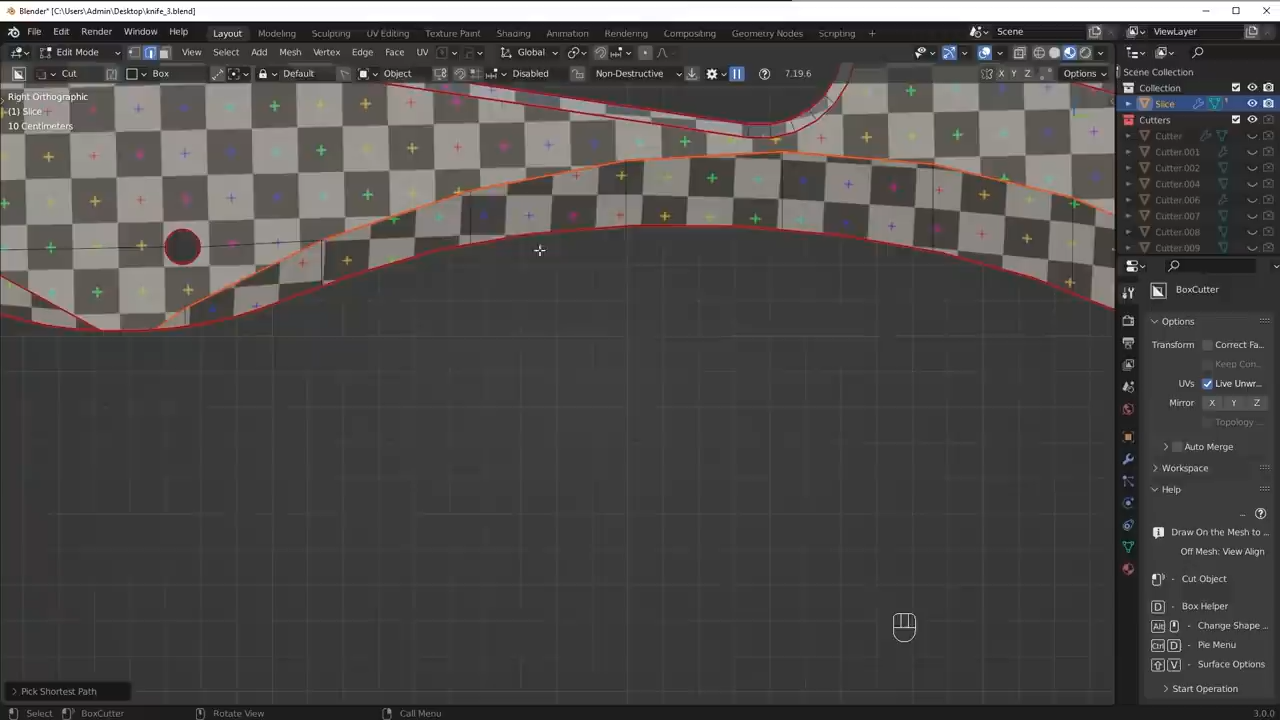 Blender* [C:\Users\Admin\Desktop\knife_3.blend]
File Edit Render Window Help Layout Modeling Sculpting UV Editing Texture Paint Shading Animation Rendering Compositing Geometry Nodes Scripting + Scene ViewLayer
Edit Mode View Select Add Mesh Vertex Edge Face UV Global
Cut Box Default Object Disabled Non-Destructive 7.19.6 X Y Z Options
Right Orthographic
(1) Slice
10 Centimeters
Scene Collection
Collection
Slice
Cutters
Cutter
Cutter.001
Cutter.002
Cutter.004
Cutter.006
Cutter.007
Cutter.008
Cutter.009
BoxCutter
Options
Transform Correct Fa...
Keep Con...
UVs Live Unwr...
Mirror X Y Z
Topology ...
Auto Merge
Workspace
Help
...
Draw On the Mesh to ...
Off Mesh: View Align
- Cut Object
D - Box Helper
Alt - Change Shape ...
Ctrl D - Pie Menu
V - Surface Options
Start Operation
Pick Shortest Path
Select BoxCutter Rotate View Call Menu 3.0.0